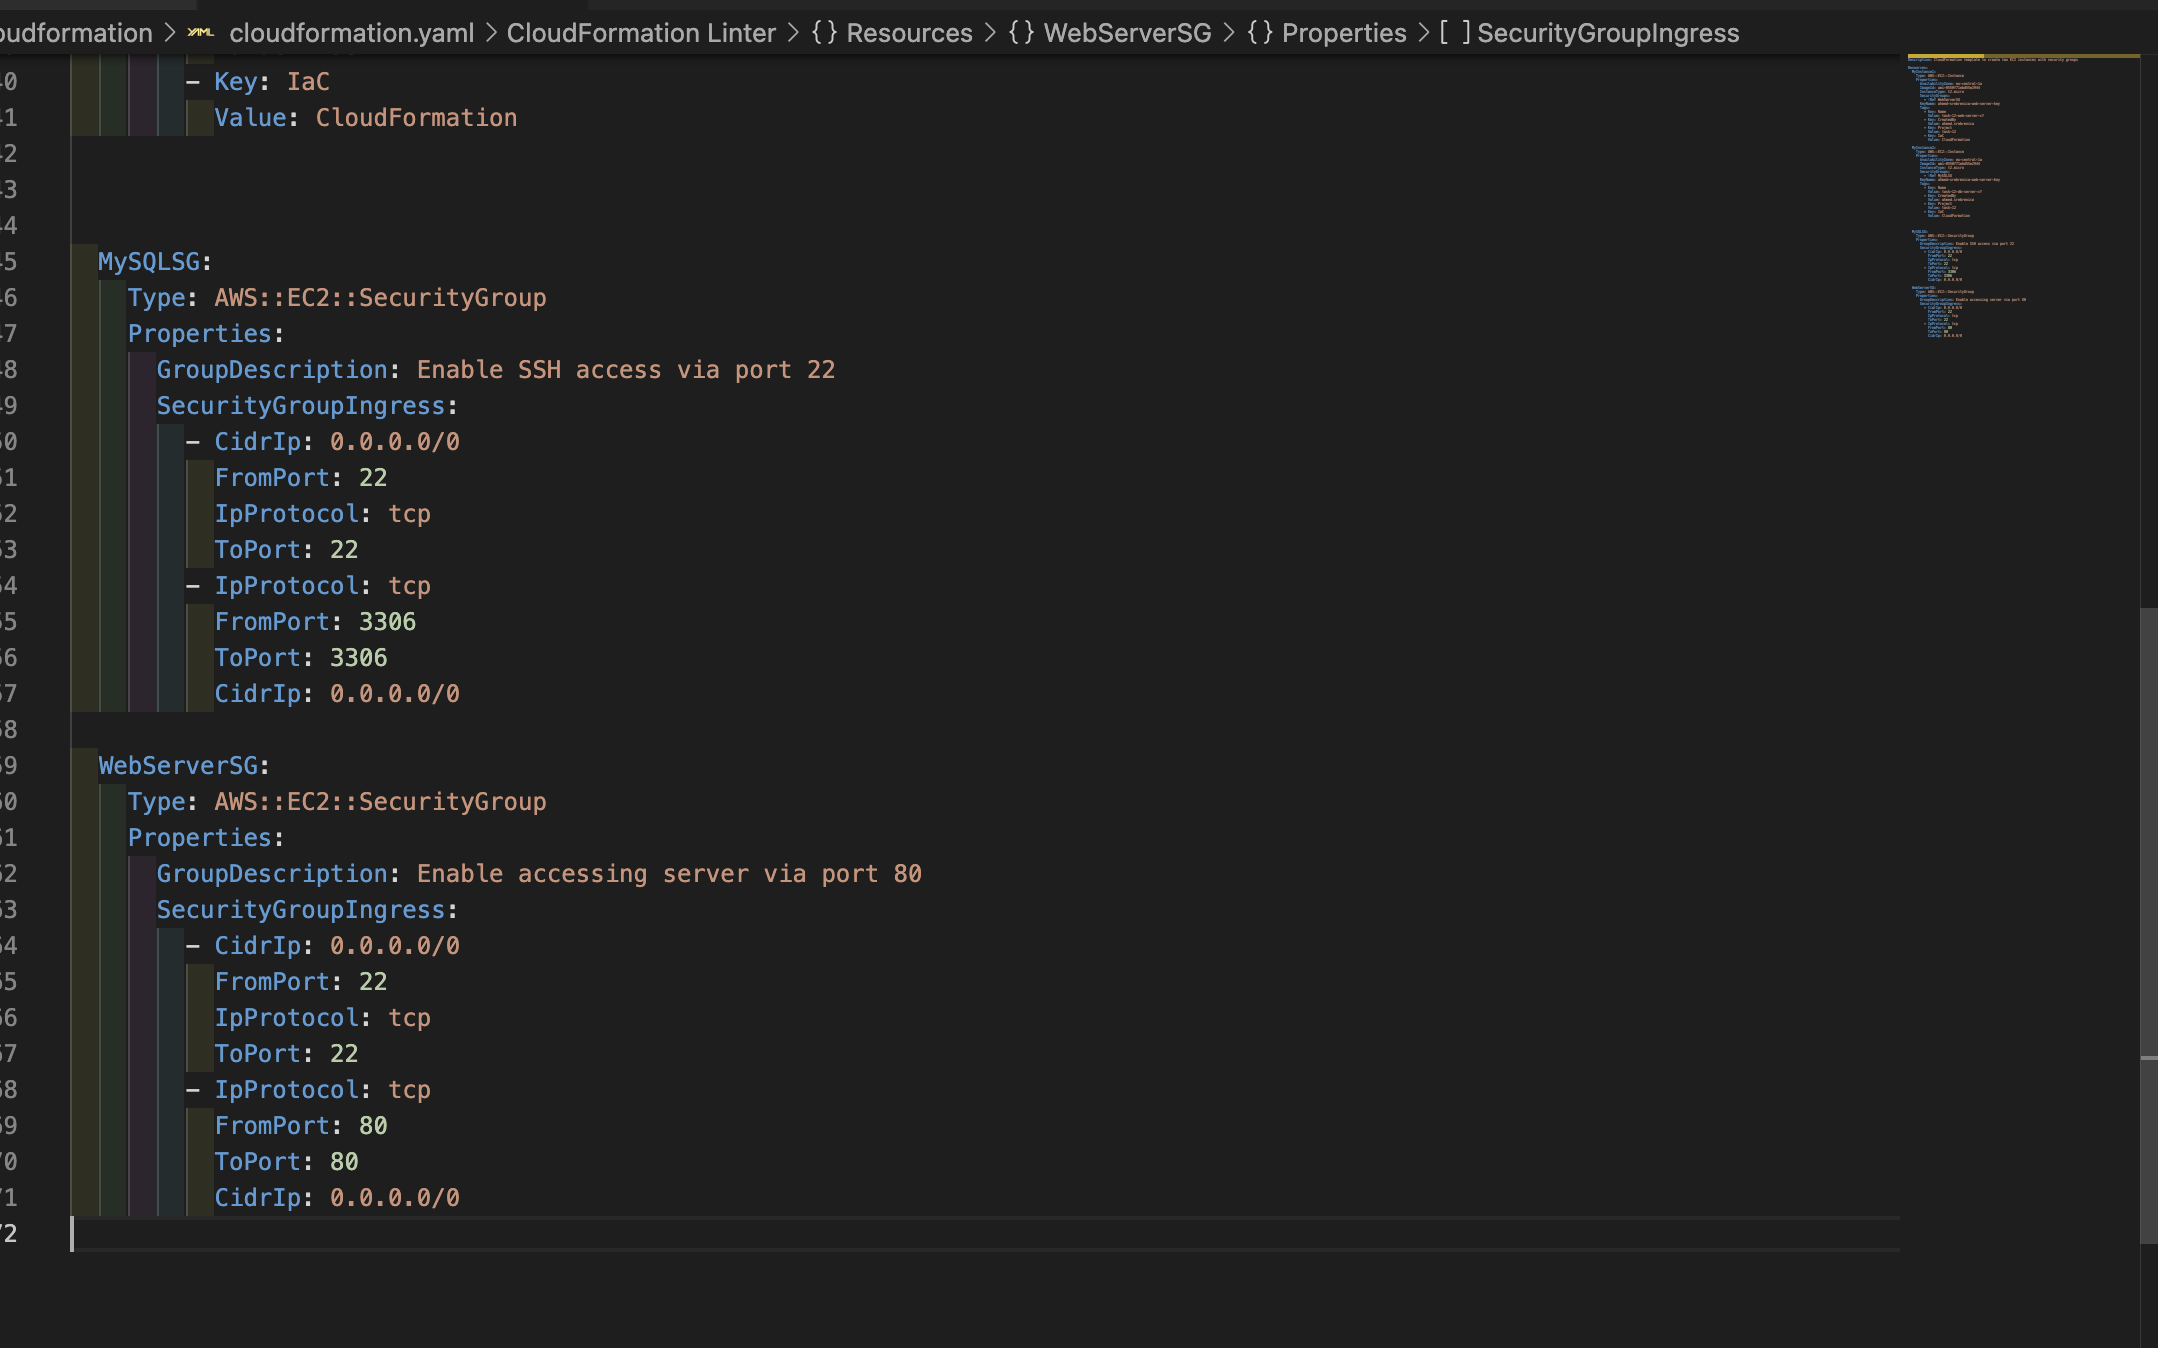 oudformation > YAML cloudformation.yaml > CloudFormation Linter > {} Resources > {} WebServerSG > {} Properties > [ ] SecurityGroupIngress
0 - Key: IaC
1 Value: CloudFormation
2
3
4
5 MySQLSG:
6 Type: AWS::EC2::SecurityGroup
7 Properties:
8 GroupDescription: Enable SSH access via port 22
9 SecurityGroupIngress:
0 - CidrIp: 0.0.0.0/0
1 FromPort: 22
2 IpProtocol: tcp
3 ToPort: 22
4 - IpProtocol: tcp
5 FromPort: 3306
6 ToPort: 3306
7 CidrIp: 0.0.0.0/0
8
9 WebServerSG:
0 Type: AWS::EC2::SecurityGroup
1 Properties:
2 GroupDescription: Enable accessing server via port 80
3 SecurityGroupIngress:
4 - CidrIp: 0.0.0.0/0
5 FromPort: 22
6 IpProtocol: tcp
7 ToPort: 22
8 - IpProtocol: tcp
9 FromPort: 80
0 ToPort: 80
1 CidrIp: 0.0.0.0/0
2